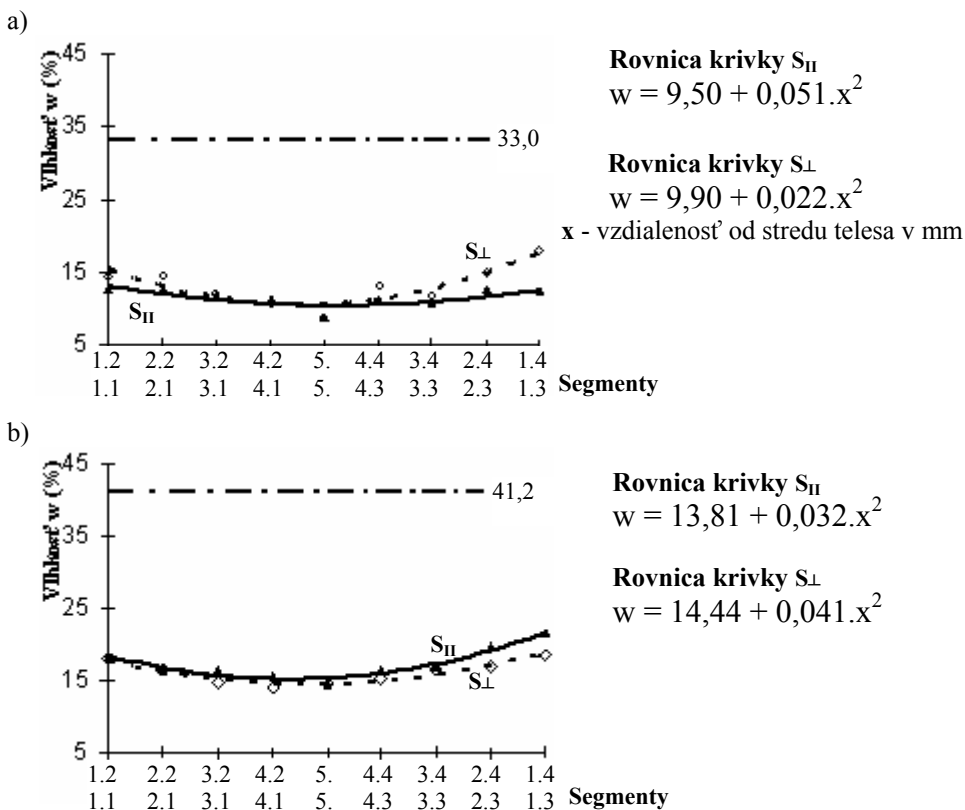 a)
Vlhkosť w (%)
45
35
25
15
5
33,0
S⊥
S_II
1.2 2.2 3.2 4.2 5. 4.4 3.4 2.4 1.4
1.1 2.1 3.1 4.1 5. 4.3 3.3 2.3 1.3 Segmenty
Rovnica krivky S_II
w = 9,50 + 0,051.x²
Rovnica krivky S⊥
w = 9,90 + 0,022.x²
x - vzdialenosť od stredu telesa v mm
b)
Vlhkosť w (%)
45
35
25
15
5
41,2
S_II
S⊥
1.2 2.2 3.2 4.2 5. 4.4 3.4 2.4 1.4
1.1 2.1 3.1 4.1 5. 4.3 3.3 2.3 1.3 Segmenty
Rovnica krivky S_II
w = 13,81 + 0,032.x²
Rovnica krivky S⊥
w = 14,44 + 0,041.x²